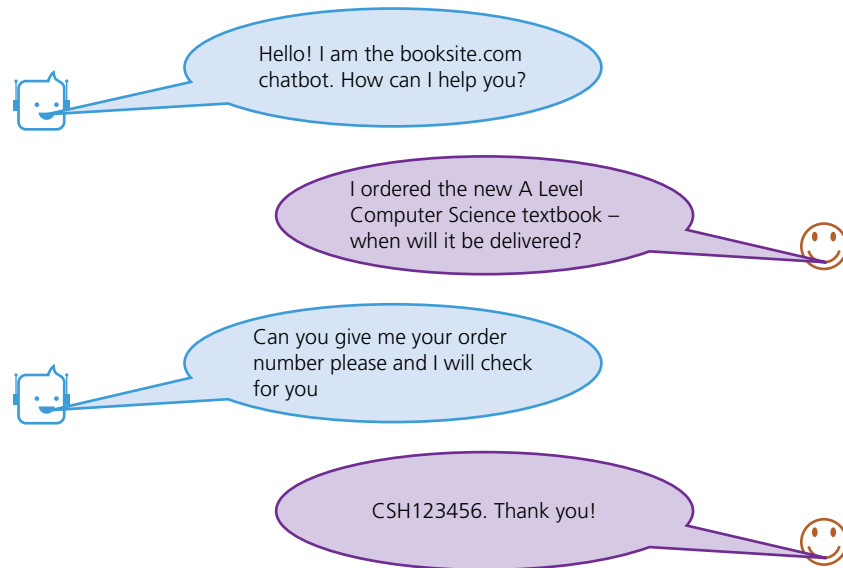 Hello! I am the booksite.com
chatbot. How can I help you?
I ordered the new A Level
Computer Science textbook –
when will it be delivered?
Can you give me your order
number please and I will check
for you
CSH123456. Thank you!